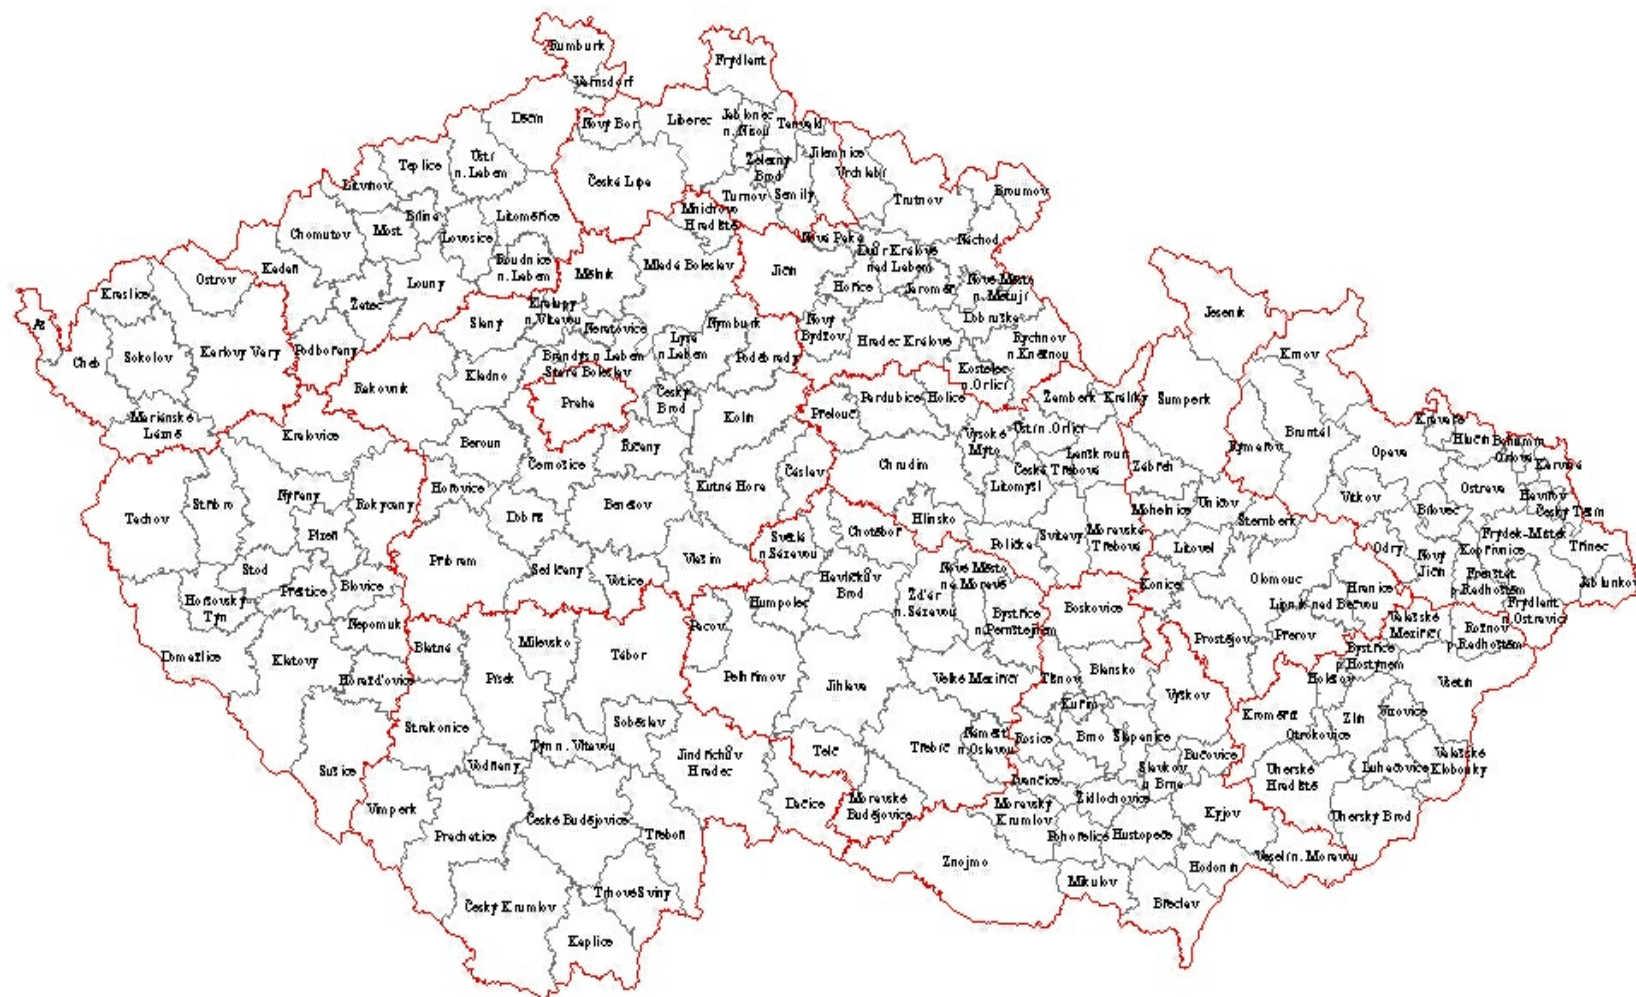 Rumburk
Varnsdorf
Frýdlant
Děčín
Nový Bor
Liberec
Jablonec
n. Nisou
Tanvald
Ústí
n. Labem
Teplice
Litvínov
Česká Lípa
Železný
Brod
Jilemnice
Vrchlabí
Trutnov
Broumov
Turnov
Semily
Mnichovo
Hradiště
Chomutov
Most
Bílina
Lovosice
Litoměřice
Roudnice
n. Labem
Mělník
Mladá Boleslav
Jičín
Nová Paka
Dvůr Králové
nad Labem
Náchod
Hořice
Jaroměř
Nové Město
n. Metují
Dobruška
Rychnov
n. Kněžnou
Kostelec
n. Orlicí
Hradec Králové
Nový
Bydžov
Kraslice
Ostrov
Kadaň
Žatec
Louny
Podbořany
Slaný
Kralupy
n. Vltavou
Neratovice
Lysá
n. Labem
Nymburk
Poděbrady
Aš
Cheb
Sokolov
Karlovy Vary
Mariánské
Lázně
Rakovník
Kladno
Brandýs n. Labem
Stará Boleslav
Praha
Český
Brod
Kolín
Přelouč
Pardubice
Holice
Žamberk
Králíky
Šumperk
Jeseník
Krnov
Kralovice
Beroun
Černošice
Říčany
Čáslav
Kutná Hora
Chrudim
Vysoké
Mýto
Ústí n. Orlicí
Česká Třebová
Lanškroun
Litomyšl
Zábřeh
Rýmařov
Bruntál
Opava
Kravaře
Hlučín
Bohumín
Orlová
Karviná
Havířov
Český Těšín
Ostrava
Tachov
Stříbro
Nýřany
Plzeň
Rokycany
Hořovice
Dobříš
Benešov
Vlašim
Příbram
Sedlčany
Votice
Světlá
n. Sázavou
Chotěboř
Hlinsko
Polička
Svitavy
Moravská
Třebová
Mohelnice
Uničov
Šternberk
Litovel
Vítkov
Bílovec
Odry
Nový
Jičín
Kopřivnice
Frýdek-Místek
Třinec
Jablunkov
Frenštát
p. Radhoštěm
Frýdlant
n. Ostravicí
Stod
Přeštice
Blovice
Horšovský
Týn
Nepomuk
Domažlice
Klatovy
Horažďovice
Sušice
Blatná
Písek
Milevsko
Tábor
Pacov
Humpolec
Havlíčkův
Brod
Žďár
n. Sázavou
Nové Město
na Moravě
Bystřice
n. Pernštejnem
Boskovice
Konice
Olomouc
Prostějov
Přerov
Lipník nad Bečvou
Hranice
Valašské
Meziříčí
Rožnov
p. Radhoštěm
Bystřice
p. Hostýnem
Holešov
Vsetín
Pelhřimov
Jihlava
Velké Meziříčí
Tišnov
Blansko
Vyškov
Kuřim
Kroměříž
Otrokovice
Zlín
Vizovice
Strakonice
Soběslav
Týn n. Vltavou
Vodňany
Jindřichův
Hradec
Telč
Třebíč
Náměšť
n. Oslavou
Rosice
Brno
Šlapanice
Slavkov
u Brna
Bučovice
Luhačovice
Valašské
Klobouky
Uherské
Hradiště
Uherský Brod
Vimperk
Prachatice
České Budějovice
Třeboň
Dačice
Moravské
Budějovice
Ivančice
Moravský
Krumlov
Židlochovice
Pohořelice
Hustopeče
Kyjov
Hodonín
Veselí n. Moravou
Znojmo
Mikulov
Břeclav
Český Krumlov
Trhové Sviny
Kaplice